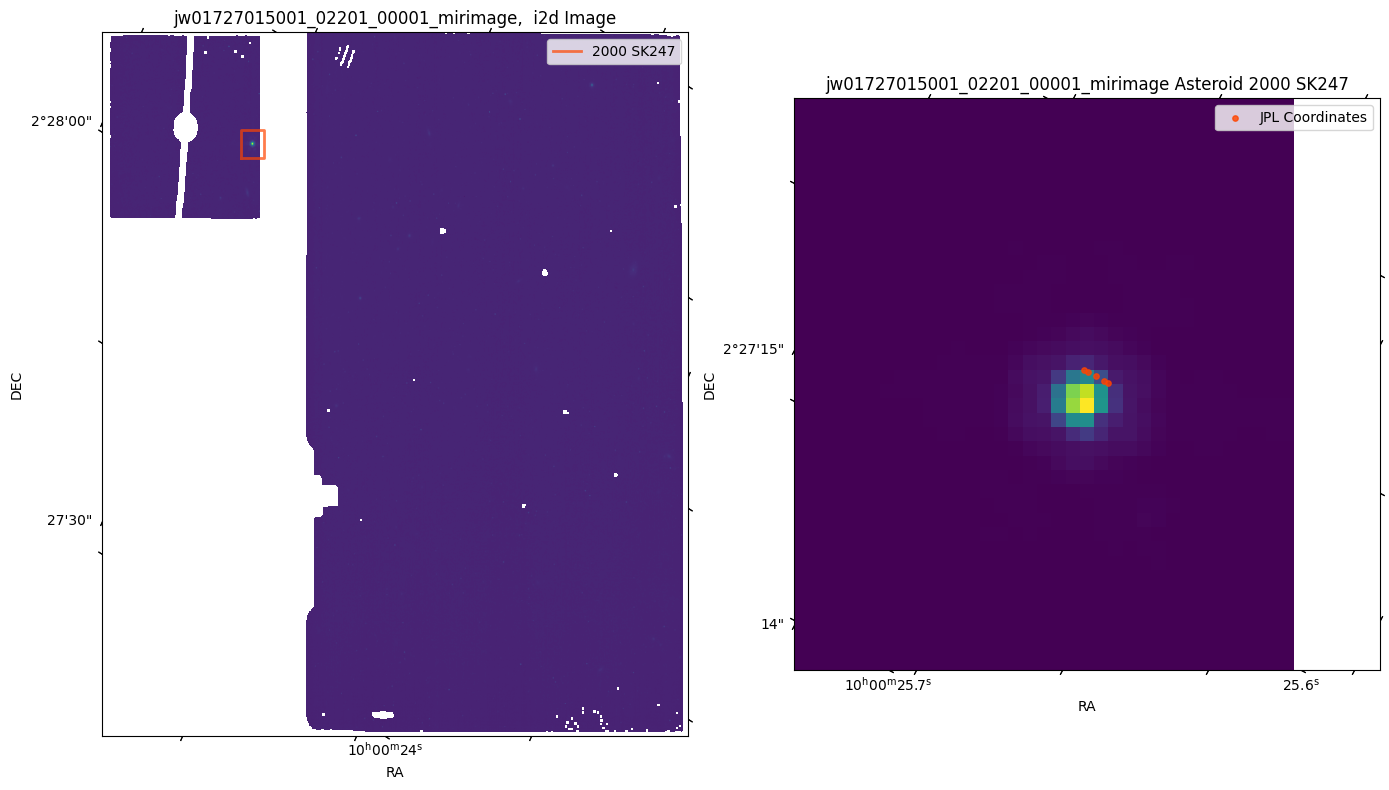 jw01727015001_02201_00001_mirimage,  i2d Image
2000 SK247
2°28'00"
27'30"
DEC
10ʰ00ᵐ24ˢ
RA
jw01727015001_02201_00001_mirimage Asteroid 2000 SK247
JPL Coordinates
2°27'15"
14"
DEC
10ʰ00ᵐ25.7ˢ
25.6ˢ
RA